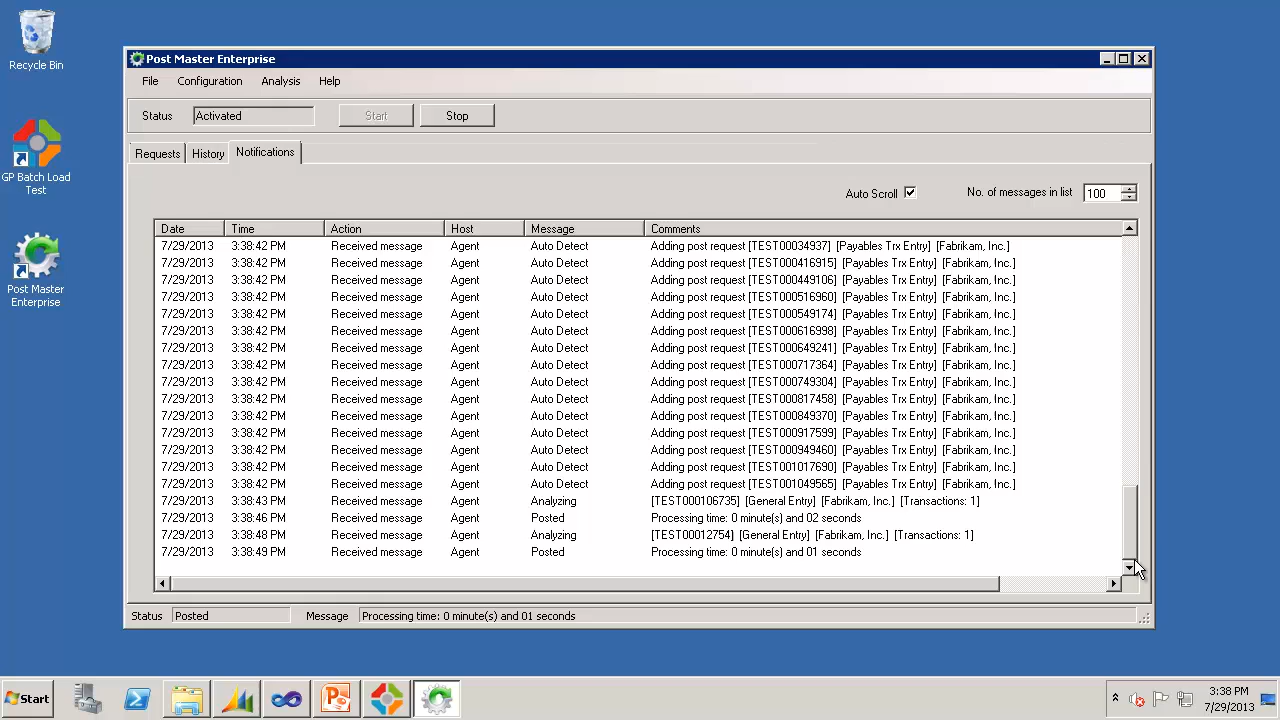 Recycle Bin
GP Batch Load
Test
Post Master
Enterprise
Post Master Enterprise
File Configuration Analysis Help
Status Activated Start Stop
Requests History Notifications
Auto Scroll No. of messages in list 100
Date Time Action Host Message Comments
7/29/2013 3:38:42 PM Received message Agent Auto Detect Adding post request [TEST00034937] [Payables Trx Entry] [Fabrikam, Inc.]
7/29/2013 3:38:42 PM Received message Agent Auto Detect Adding post request [TEST000416915] [Payables Trx Entry] [Fabrikam, Inc.]
7/29/2013 3:38:42 PM Received message Agent Auto Detect Adding post request [TEST000449106] [Payables Trx Entry] [Fabrikam, Inc.]
7/29/2013 3:38:42 PM Received message Agent Auto Detect Adding post request [TEST000516960] [Payables Trx Entry] [Fabrikam, Inc.]
7/29/2013 3:38:42 PM Received message Agent Auto Detect Adding post request [TEST000549174] [Payables Trx Entry] [Fabrikam, Inc.]
7/29/2013 3:38:42 PM Received message Agent Auto Detect Adding post request [TEST000616998] [Payables Trx Entry] [Fabrikam, Inc.]
7/29/2013 3:38:42 PM Received message Agent Auto Detect Adding post request [TEST000649241] [Payables Trx Entry] [Fabrikam, Inc.]
7/29/2013 3:38:42 PM Received message Agent Auto Detect Adding post request [TEST000717364] [Payables Trx Entry] [Fabrikam, Inc.]
7/29/2013 3:38:42 PM Received message Agent Auto Detect Adding post request [TEST000749304] [Payables Trx Entry] [Fabrikam, Inc.]
7/29/2013 3:38:42 PM Received message Agent Auto Detect Adding post request [TEST000817458] [Payables Trx Entry] [Fabrikam, Inc.]
7/29/2013 3:38:42 PM Received message Agent Auto Detect Adding post request [TEST000849370] [Payables Trx Entry] [Fabrikam, Inc.]
7/29/2013 3:38:42 PM Received message Agent Auto Detect Adding post request [TEST000917599] [Payables Trx Entry] [Fabrikam, Inc.]
7/29/2013 3:38:42 PM Received message Agent Auto Detect Adding post request [TEST000949460] [Payables Trx Entry] [Fabrikam, Inc.]
7/29/2013 3:38:42 PM Received message Agent Auto Detect Adding post request [TEST001017690] [Payables Trx Entry] [Fabrikam, Inc.]
7/29/2013 3:38:42 PM Received message Agent Auto Detect Adding post request [TEST001049565] [Payables Trx Entry] [Fabrikam, Inc.]
7/29/2013 3:38:43 PM Received message Agent Analyzing [TEST000106735] [General Entry] [Fabrikam, Inc.] [Transactions: 1]
7/29/2013 3:38:46 PM Received message Agent Posted Processing time: 0 minute(s) and 02 seconds
7/29/2013 3:38:48 PM Received message Agent Analyzing [TEST00012754] [General Entry] [Fabrikam, Inc.] [Transactions: 1]
7/29/2013 3:38:49 PM Received message Agent Posted Processing time: 0 minute(s) and 01 seconds
Status Posted Message Processing time: 0 minute(s) and 01 seconds
Start
3:38 PM
7/29/2013